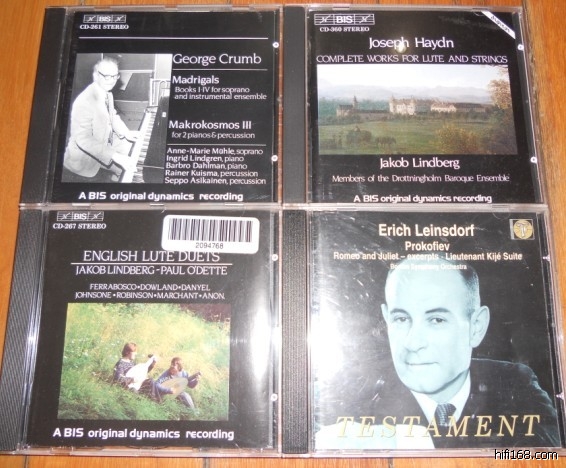 BIS
CD-261 STEREO
George Crumb
Madrigals
Books I-IV for soprano
and instrumental ensemble
Makrokosmos III
for 2 pianos & percussion
Anne-Marie Mühle, soprano
Ingrid Lindgren, piano
Barbro Dahlman, piano
Rainer Kuisma, percussion
Seppo Asikainen, percussion
A BIS original dynamics recording
BIS
CD-360 STEREO
Joseph Haydn
COMPLETE WORKS FOR LUTE AND STRINGS
Jakob Lindberg
Members of the Drottningholm Baroque Ensemble
A BIS original dynamics recording
BIS
CD-267 STEREO
2094768
ENGLISH LUTE DUETS
JAKOB LINDBERG - PAUL O'DETTE
FERRABOSCO • DOWLAND • DANYEL
JOHNSONE • ROBINSON • MARCHANT • ANON.
A BIS original dynamics recording
Erich Leinsdorf
Prokofiev
Romeo and Juliet – excerpts · Lieutenant Kijé Suite
Boston Symphony Orchestra
TESTAMENT
hifi168.com